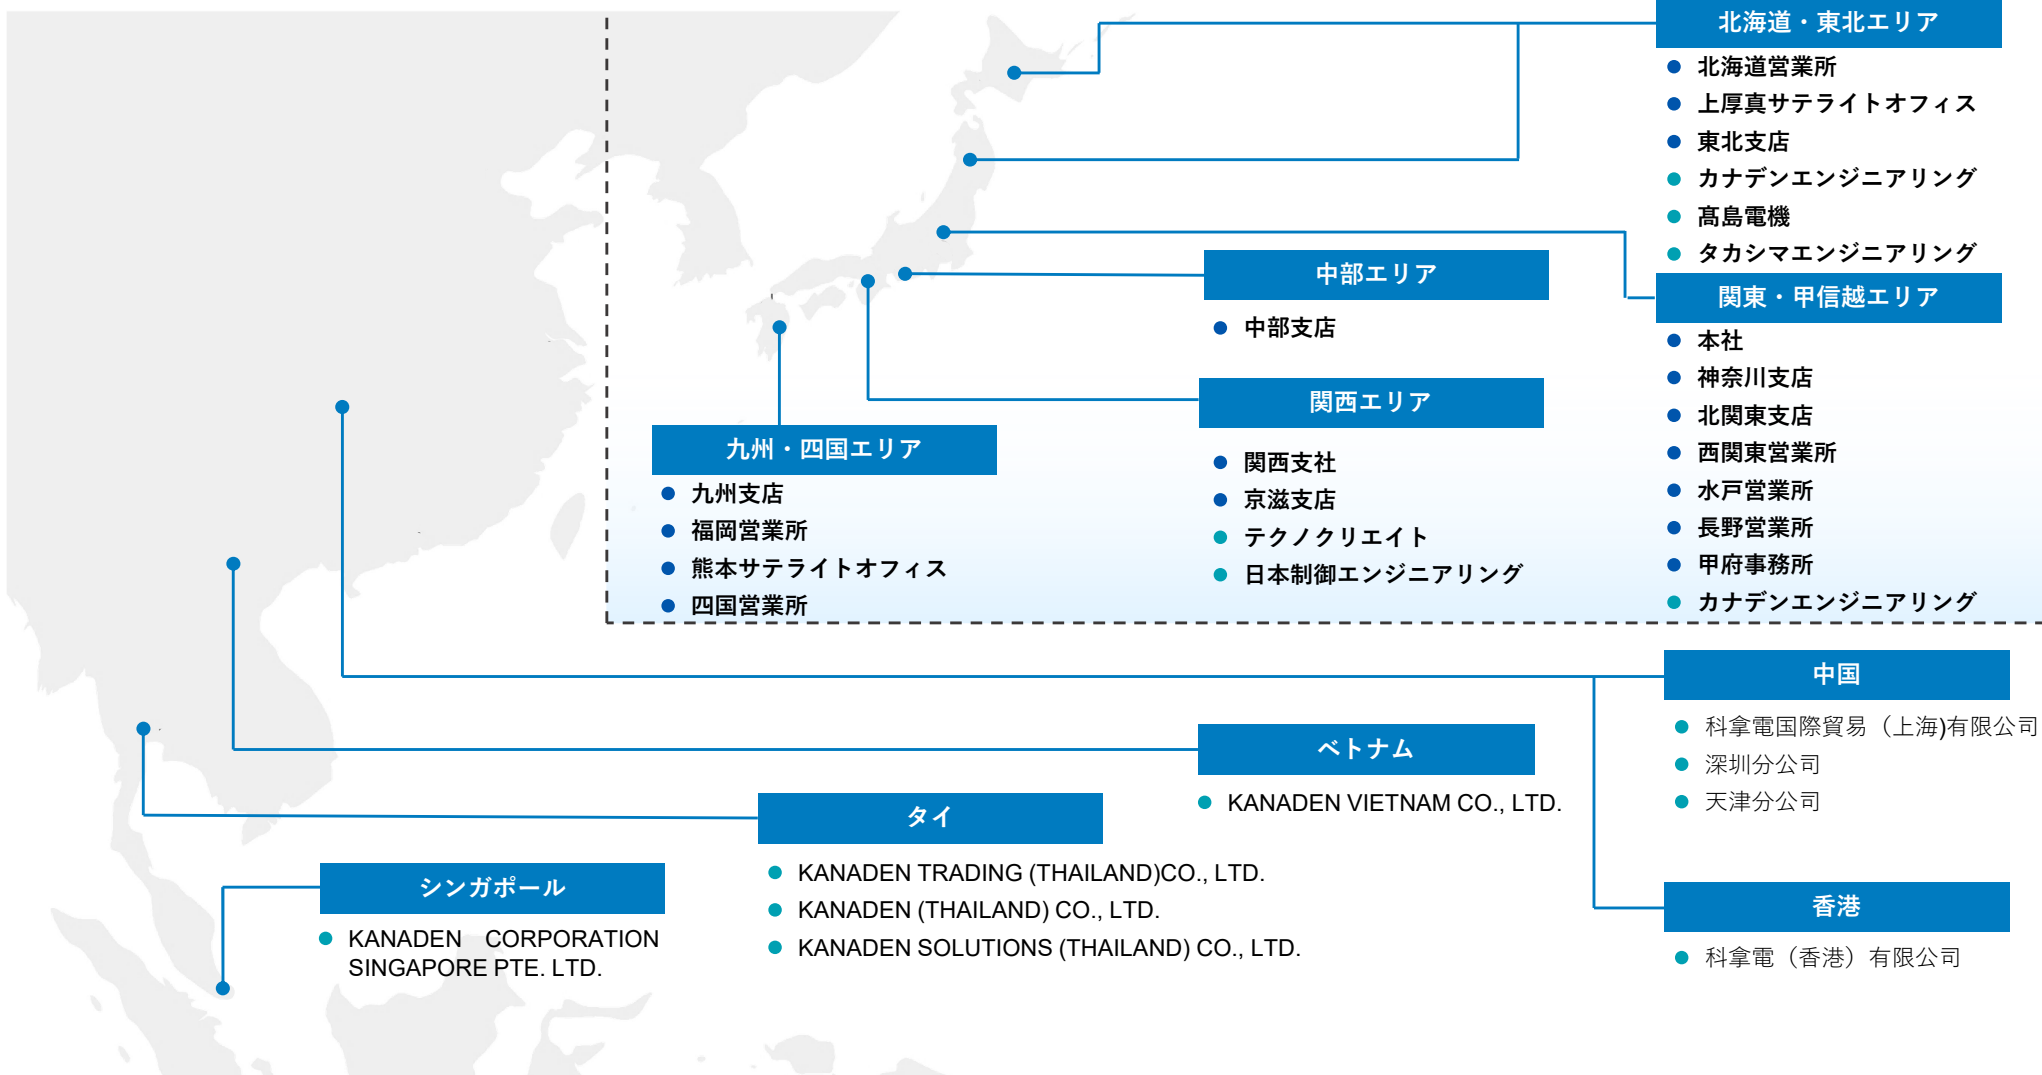 北海道・東北エリア
北海道営業所
上厚真サテライトオフィス
東北支店
カナデンエンジニアリング
髙島電機
タカシマエンジニアリング
関東・甲信越エリア
本社
神奈川支店
北関東支店
西関東営業所
水戸営業所
長野営業所
甲府事務所
カナデンエンジニアリング
中部エリア
中部支店
関西エリア
関西支社
京滋支店
テクノクリエイト
日本制御エンジニアリング
九州・四国エリア
九州支店
福岡営業所
熊本サテライトオフィス
四国営業所
中国
科拿電国際貿易（上海)有限公司
深圳分公司
天津分公司
ベトナム
KANADEN VIETNAM CO., LTD.
タイ
KANADEN TRADING (THAILAND)CO., LTD.
KANADEN (THAILAND) CO., LTD.
KANADEN SOLUTIONS (THAILAND) CO., LTD.
シンガポール
KANADEN CORPORATION
SINGAPORE PTE. LTD.
香港
科拿電（香港）有限公司